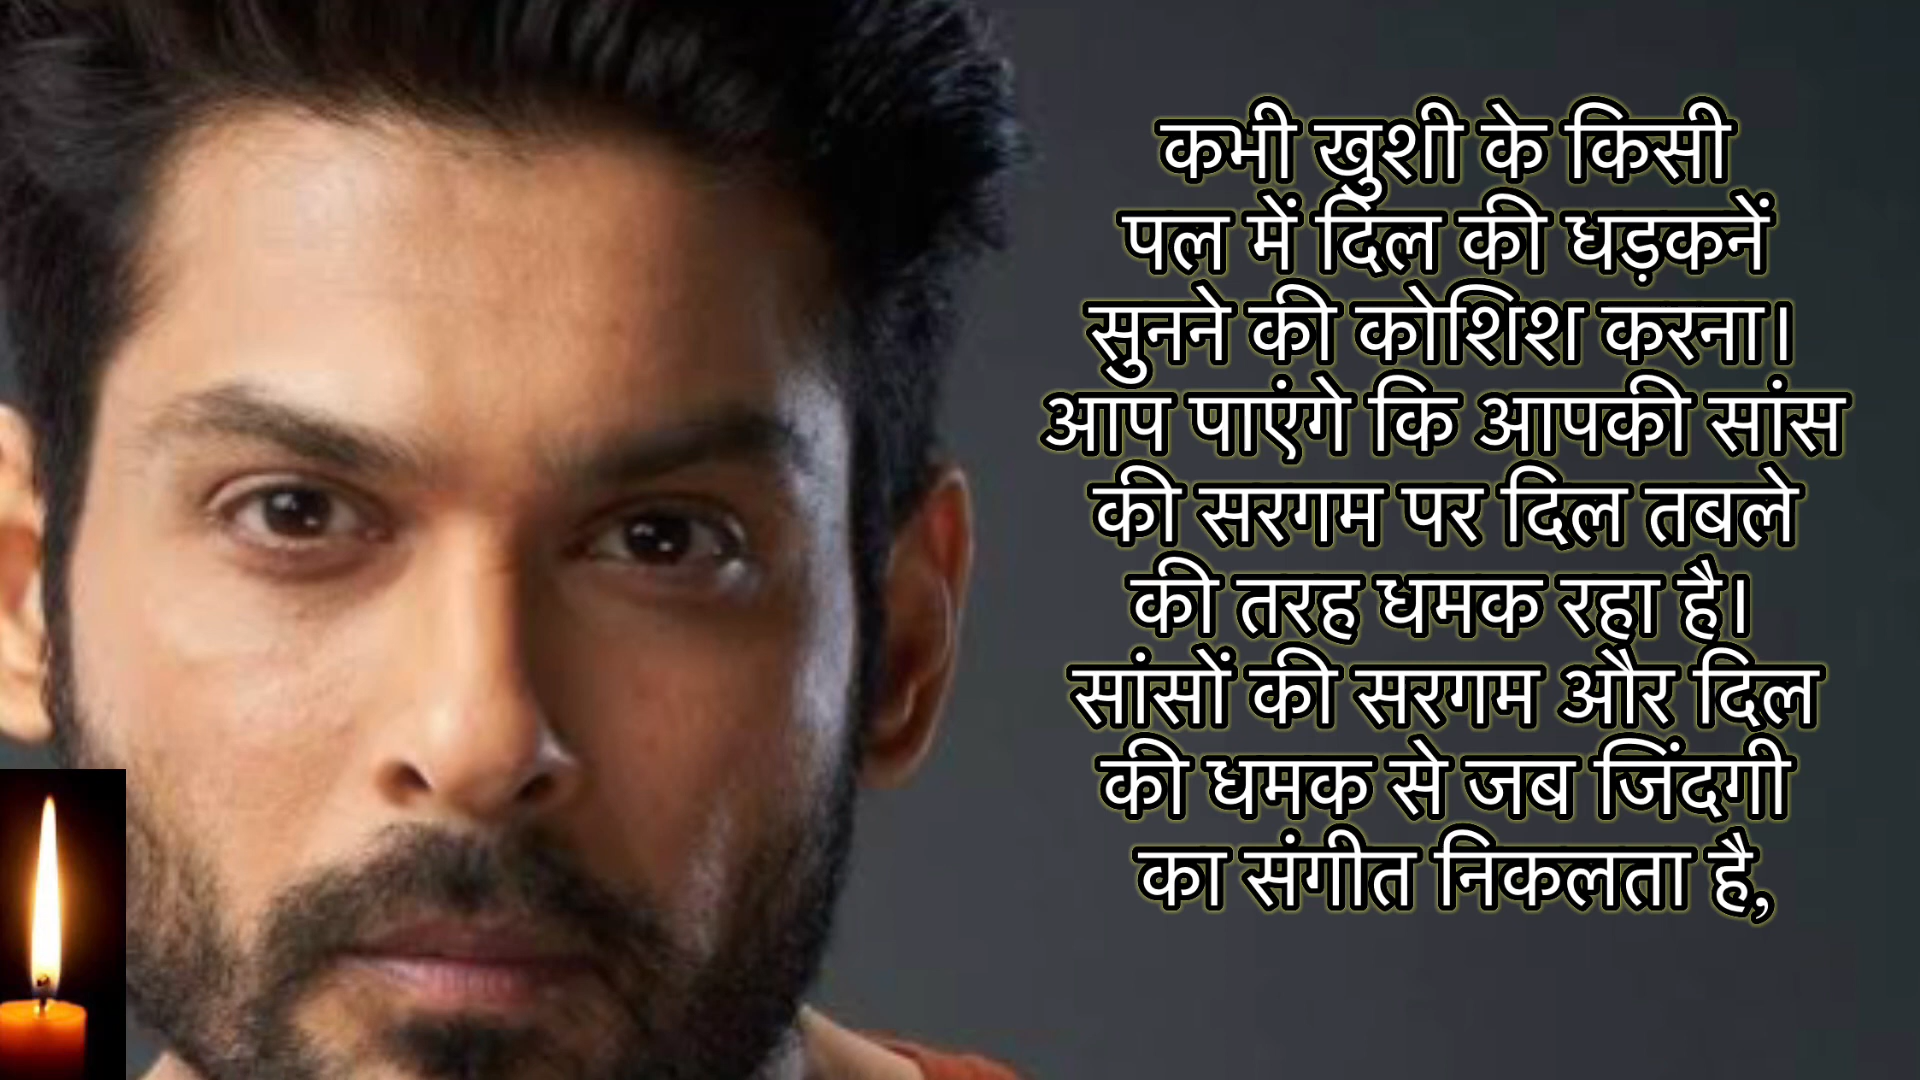 कभी खुशी के किसी
पल में दिल की धड़कनें
सुनने की कोशिश करना।
आप पाएंगे कि आपकी सांस
की सरगम पर दिल तबले
की तरह धमक रहा है।
सांसों की सरगम और दिल
की धमक से जब जिंदगी
का संगीत निकलता है,